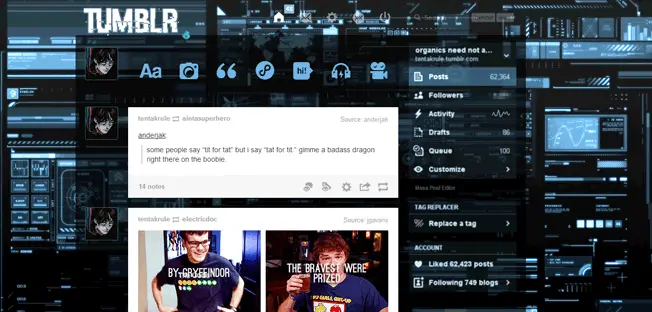 TUMBLR
42
organics need not a...
tentakrule.tumblr.com
Aa
hi!
Posts 62,364
Followers
Activity
Drafts 86
Queue 100
Customize
Mass Post Editor
TAG REPLACER
Replace a tag
ACCOUNT
Liked 62,423 posts
Following 749 blogs
tentakrule aintasuperhero
Source: anderjak
anderjak:
some people say "tit for tat" but i say "tat for tit." gimme a badass dragon
right there on the boobie.
14 notes
tentakrule electricdac
Source: jgavins
BY GRYFFINDOR
THE BRAVEST WERE
PRIZED